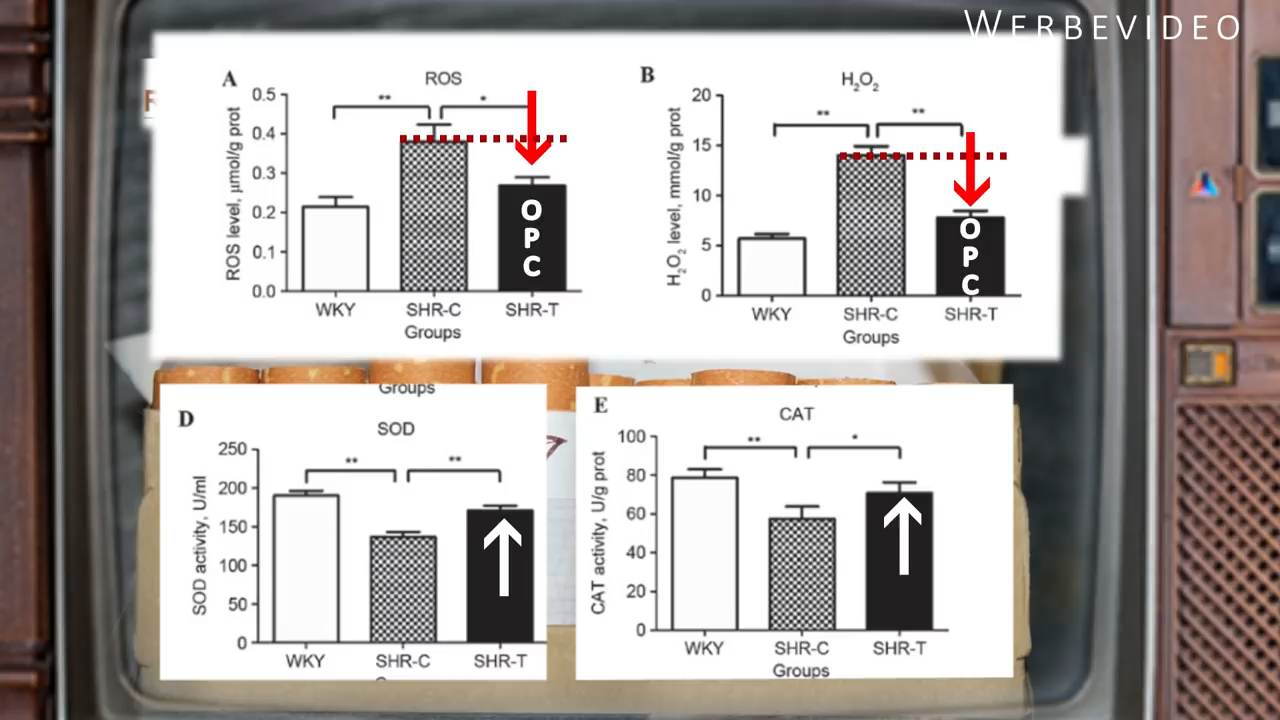 WERBEVIDEO
R
A
ROS
ROS level, µmol/g prot
0.5
0.4
0.3
0.2
0.1
0.0
** *
OPC
WKY SHR-C SHR-T
Groups
B
H₂O₂
H₂O₂ level, mmol/g prot
20
15
10
5
0
** **
OPC
WKY SHR-C SHR-T
Groups
Groups
D
SOD
SOD activity, U/ml
250
200
150
100
50
0
** **
WKY SHR-C SHR-T
E
CAT
CAT activity, U/g prot
100
80
60
40
20
0
** *
WKY SHR-C SHR-T
Groups